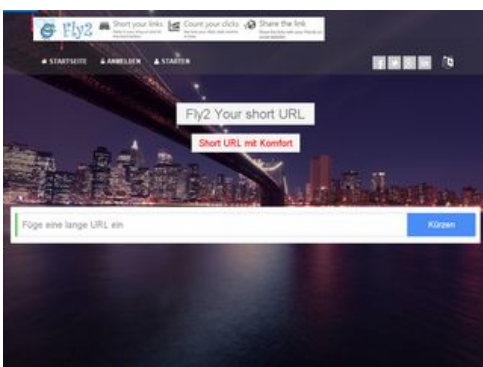 Fly2
Short your links
Count your clicks
Share the link
STARTSEITE ANMELDEN STARTEN
Fly2 Your short URL
Short URL mit Komfort
Füge eine lange URL ein
Kürzen